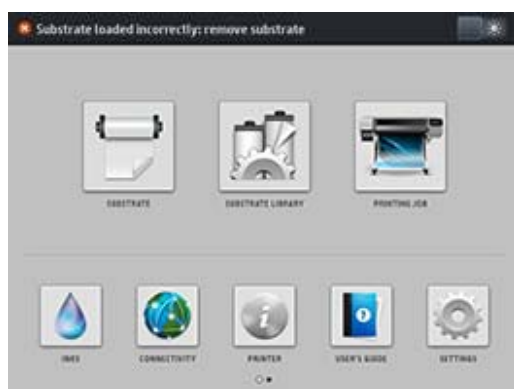 Substrate loaded incorrectly: remove substrate
SUBSTRATE
SUBSTRATE LIBRARY
PRINTING JOB
INKS
CONNECTIVITY
PRINTER
USER'S GUIDE
SETTINGS